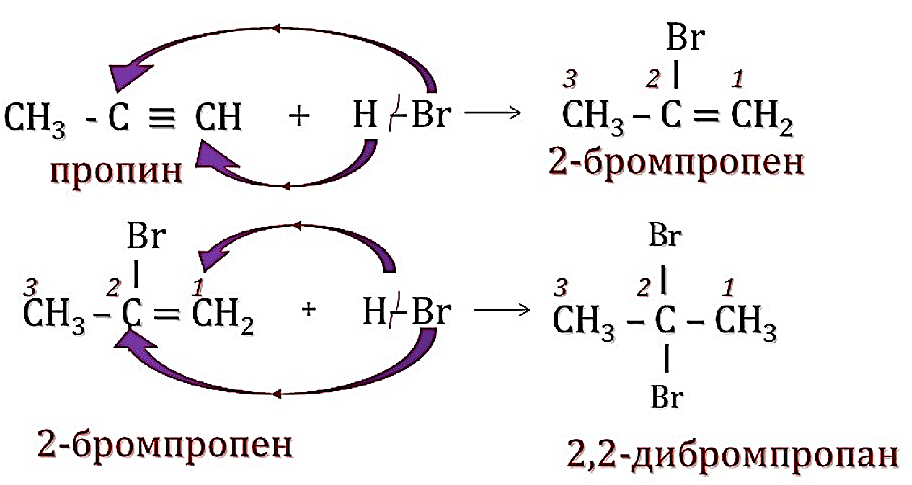 Br
3 2 1
CH₃ - C ≡ CH + H-Br → CH₃ – C = CH₂
пропин 2-бромпропен
Br Br
3 2 1 3 2 1
CH₃ – C = CH₂ + H-Br → CH₃ – C – CH₃
Br
2-бромпропен 2,2-дибромпропан